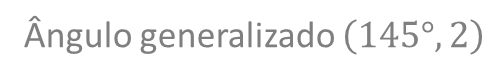 Ângulo generalizado (145°, 2)